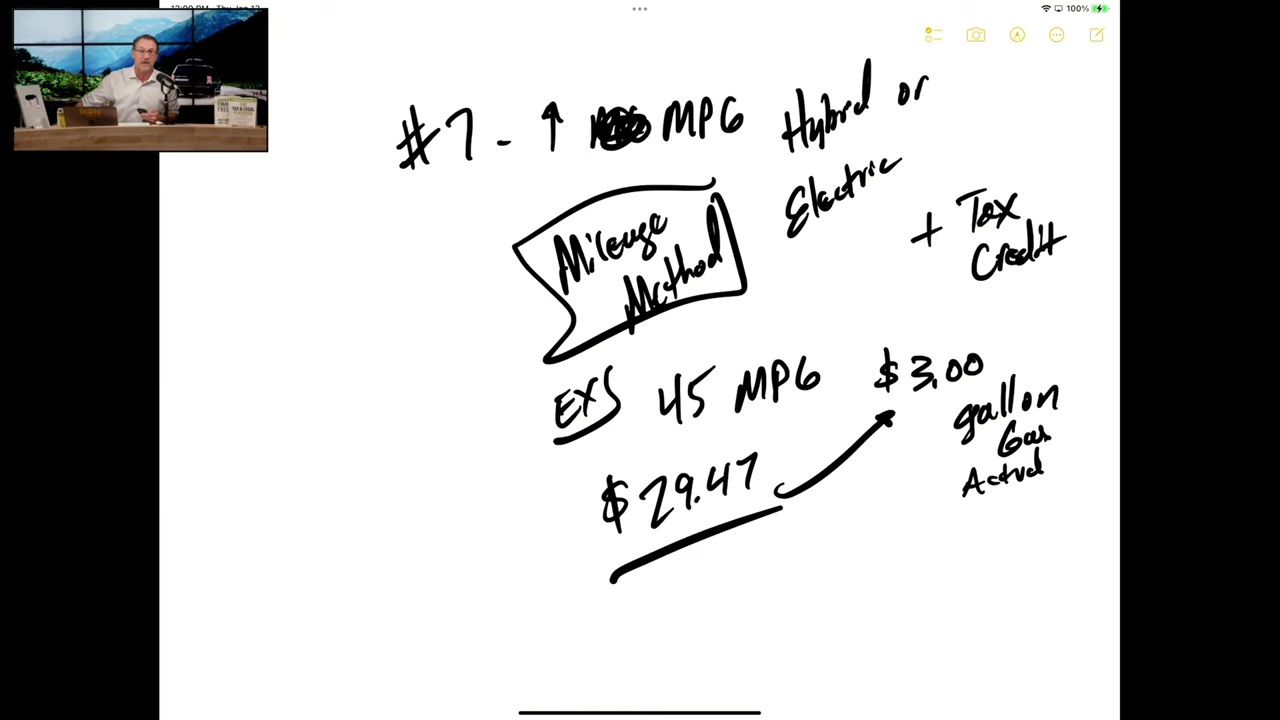 100%
#7 - ↑ MPG Hybrid or
Electric
+ Tax
Credit
Mileage
Method
EX) 45 MPG $3.00
gallon
Gas
Actual
$29.47